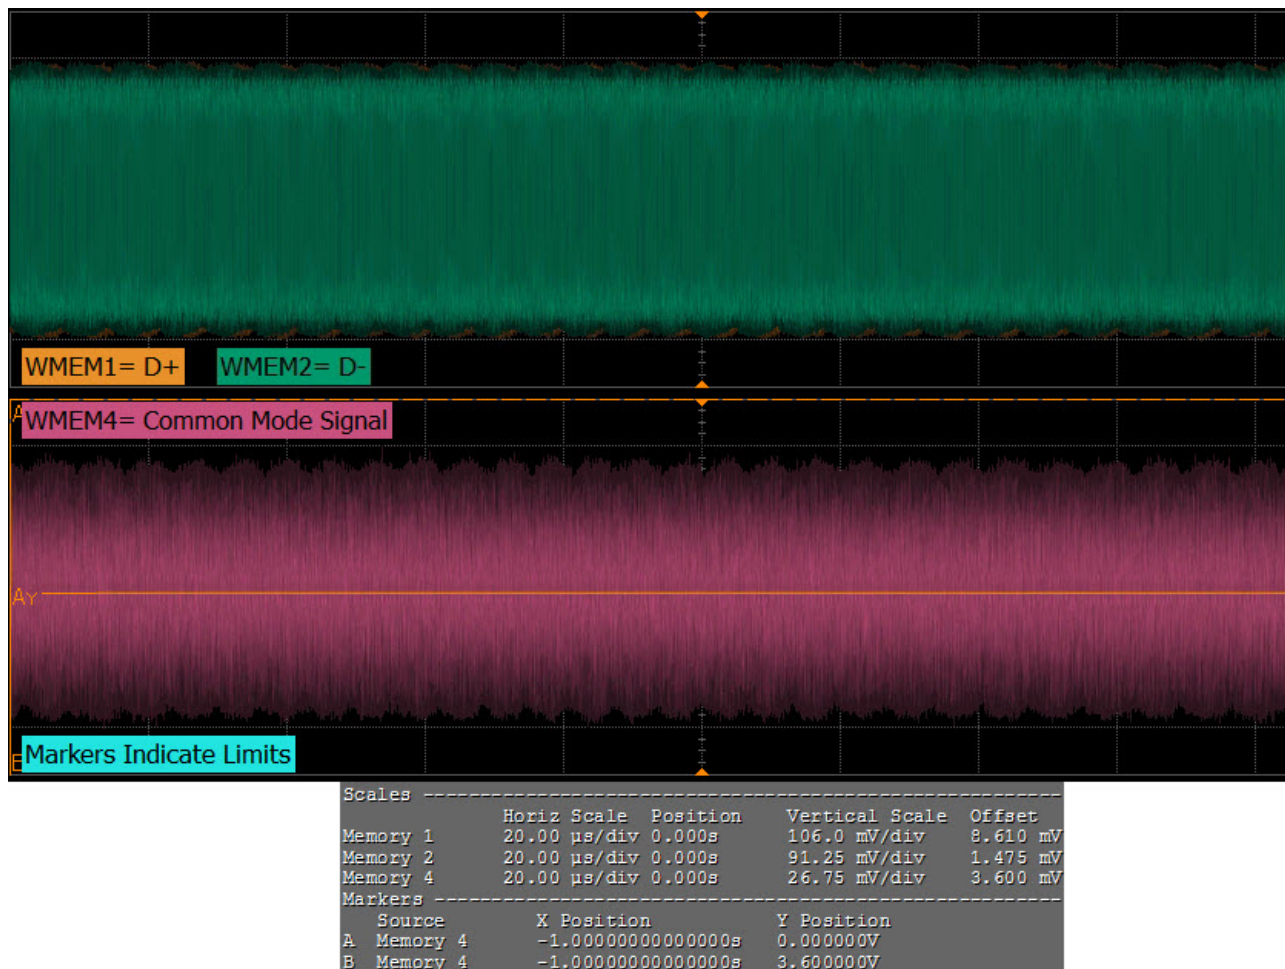 WMEM1= D+ WMEM2= D-
A
WMEM4= Common Mode Signal
AY
Markers Indicate Limits
Scales
Horiz Scale Position Vertical Scale Offset
Memory 1 20.00 µs/div 0.000s 106.0 mV/div 8.610 mV
Memory 2 20.00 µs/div 0.000s 91.25 mV/div 1.475 mV
Memory 4 20.00 µs/div 0.000s 26.75 mV/div 3.600 mV
Markers
Source X Position Y Position
A Memory 4 -1.00000000000000s 0.000000V
B Memory 4 -1.00000000000000s 3.600000V